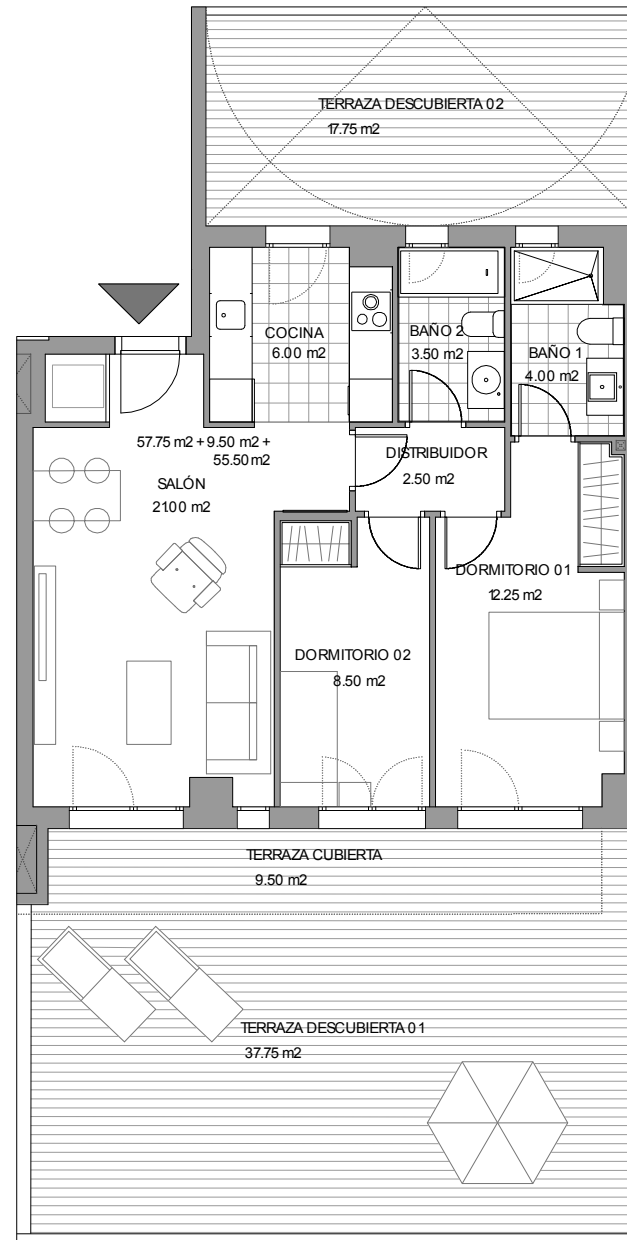 TERRAZA DESCUBIERTA 02
17.75 m2
COCINA
6.00 m2
BAÑO 2
3.50 m2
BAÑO 1
4.00 m2
57.75 m2 + 9.50 m2 +
55.50 m2
DISTRIBUIDOR
2.50 m2
SALÓN
2100 m2
DORMITORIO 01
12.25 m2
DORMITORIO 02
8.50 m2
TERRAZA CUBIERTA
9.50 m2
TERRAZA DESCUBIERTA 01
37.75 m2